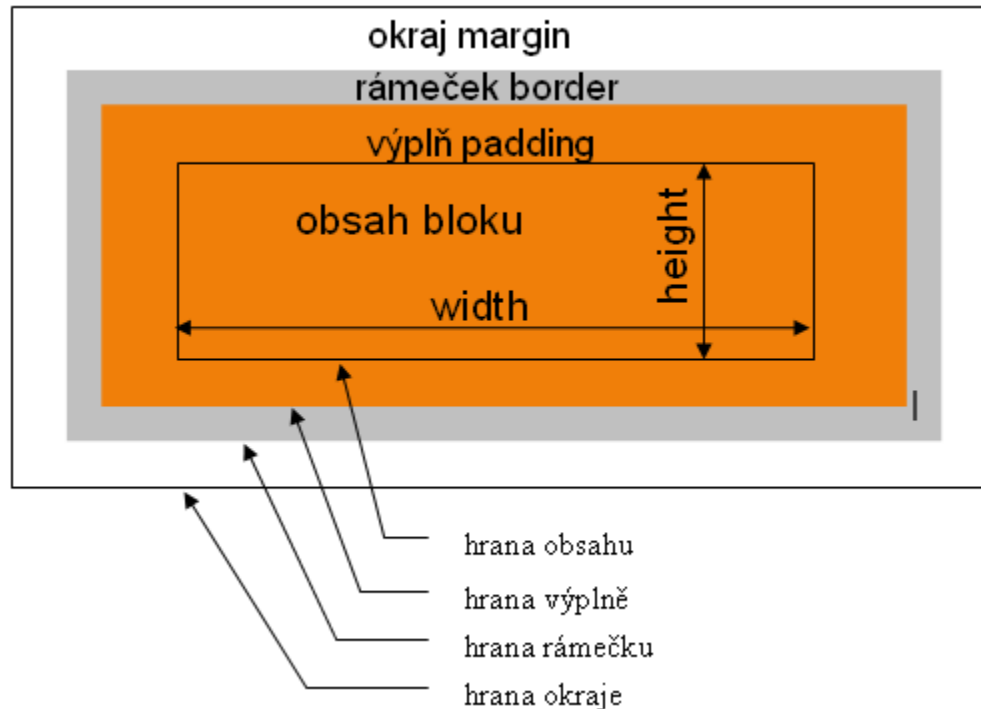 okraj margin
rámeček border
výplň padding
obsah bloku
height
width
hrana obsahu
hrana výplně
hrana rámečku
hrana okraje